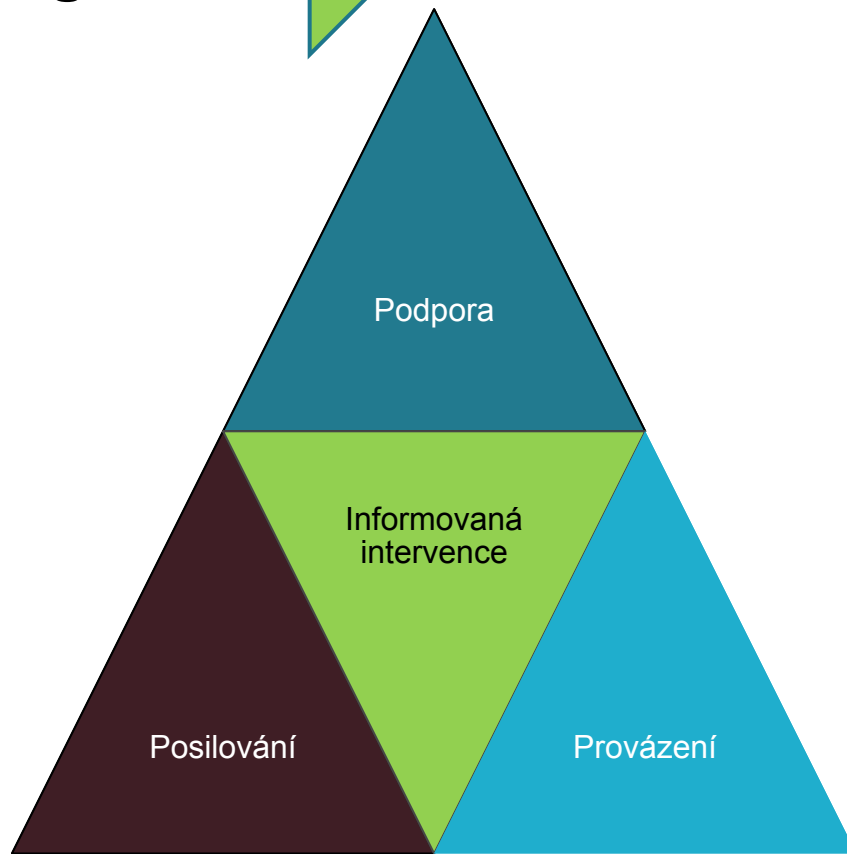 Podpora
Informovaná
intervence
Posilování
Provázení